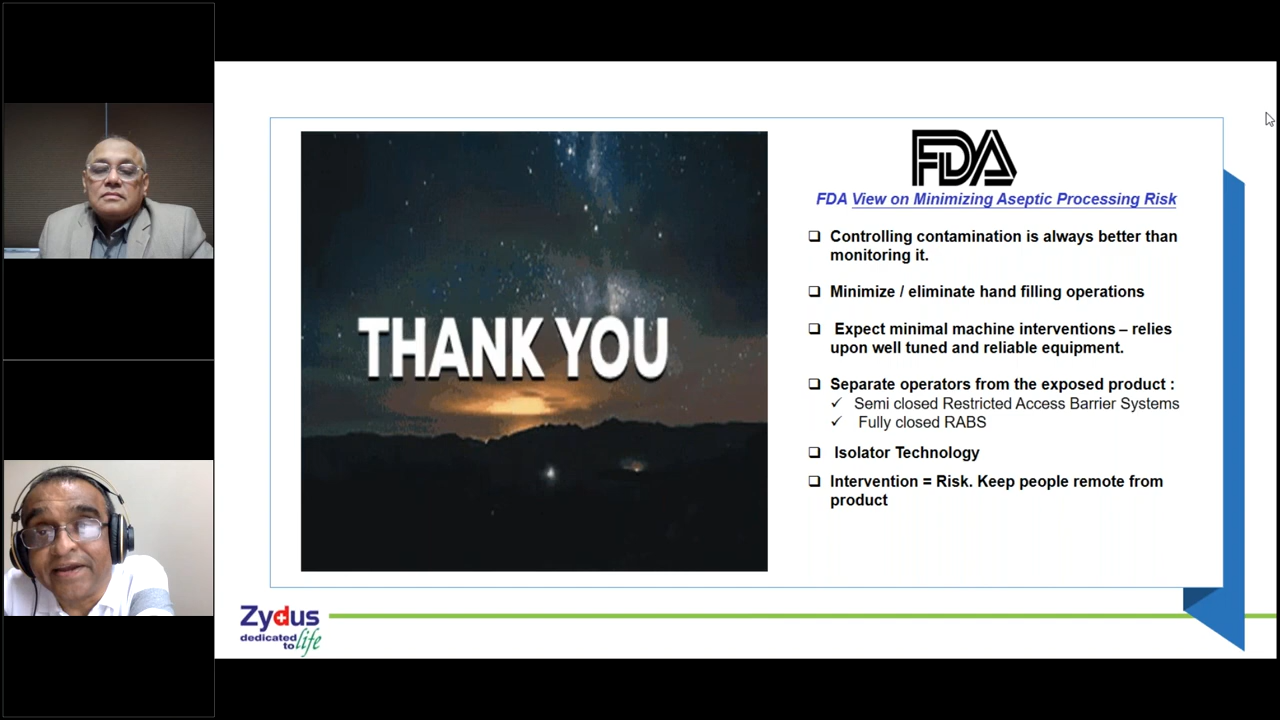 THANK YOU
FDA
FDA View on Minimizing Aseptic Processing Risk
Controlling contamination is always better than
monitoring it.
Minimize / eliminate hand filling operations
Expect minimal machine interventions – relies
upon well tuned and reliable equipment.
Separate operators from the exposed product :
Semi closed Restricted Access Barrier Systems
Fully closed RABS
Isolator Technology
Intervention = Risk. Keep people remote from
product
Zydus
dedicated
to life